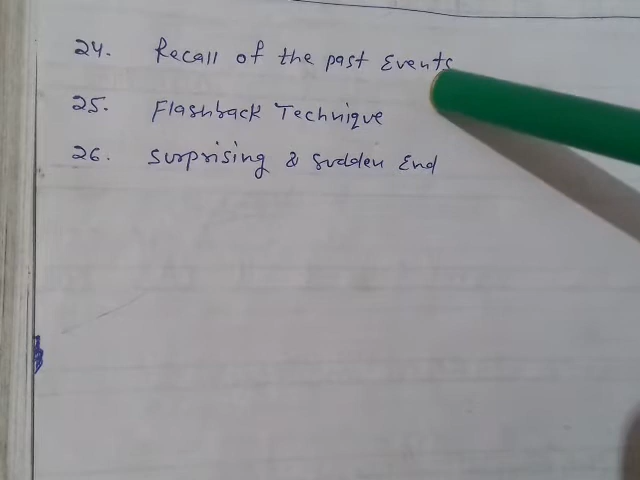 24. Recall of the past Events
25. Flashback Technique
26. Surprising & Sudden End